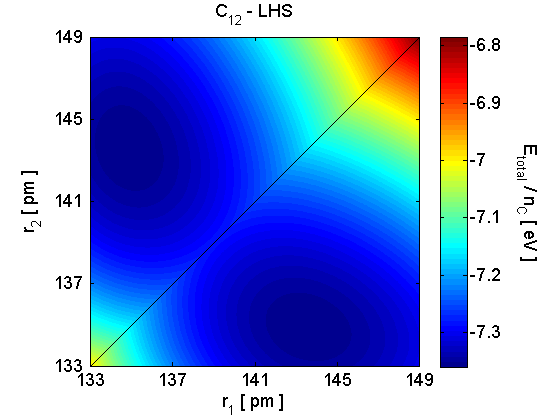 C12 - LHS
149
145
141
137
133
133 137 141 145 149
r2 [ pm ]
r1 [ pm ]
-6.8
-6.9
-7
-7.1
-7.2
-7.3
Etotal / nC [ eV ]